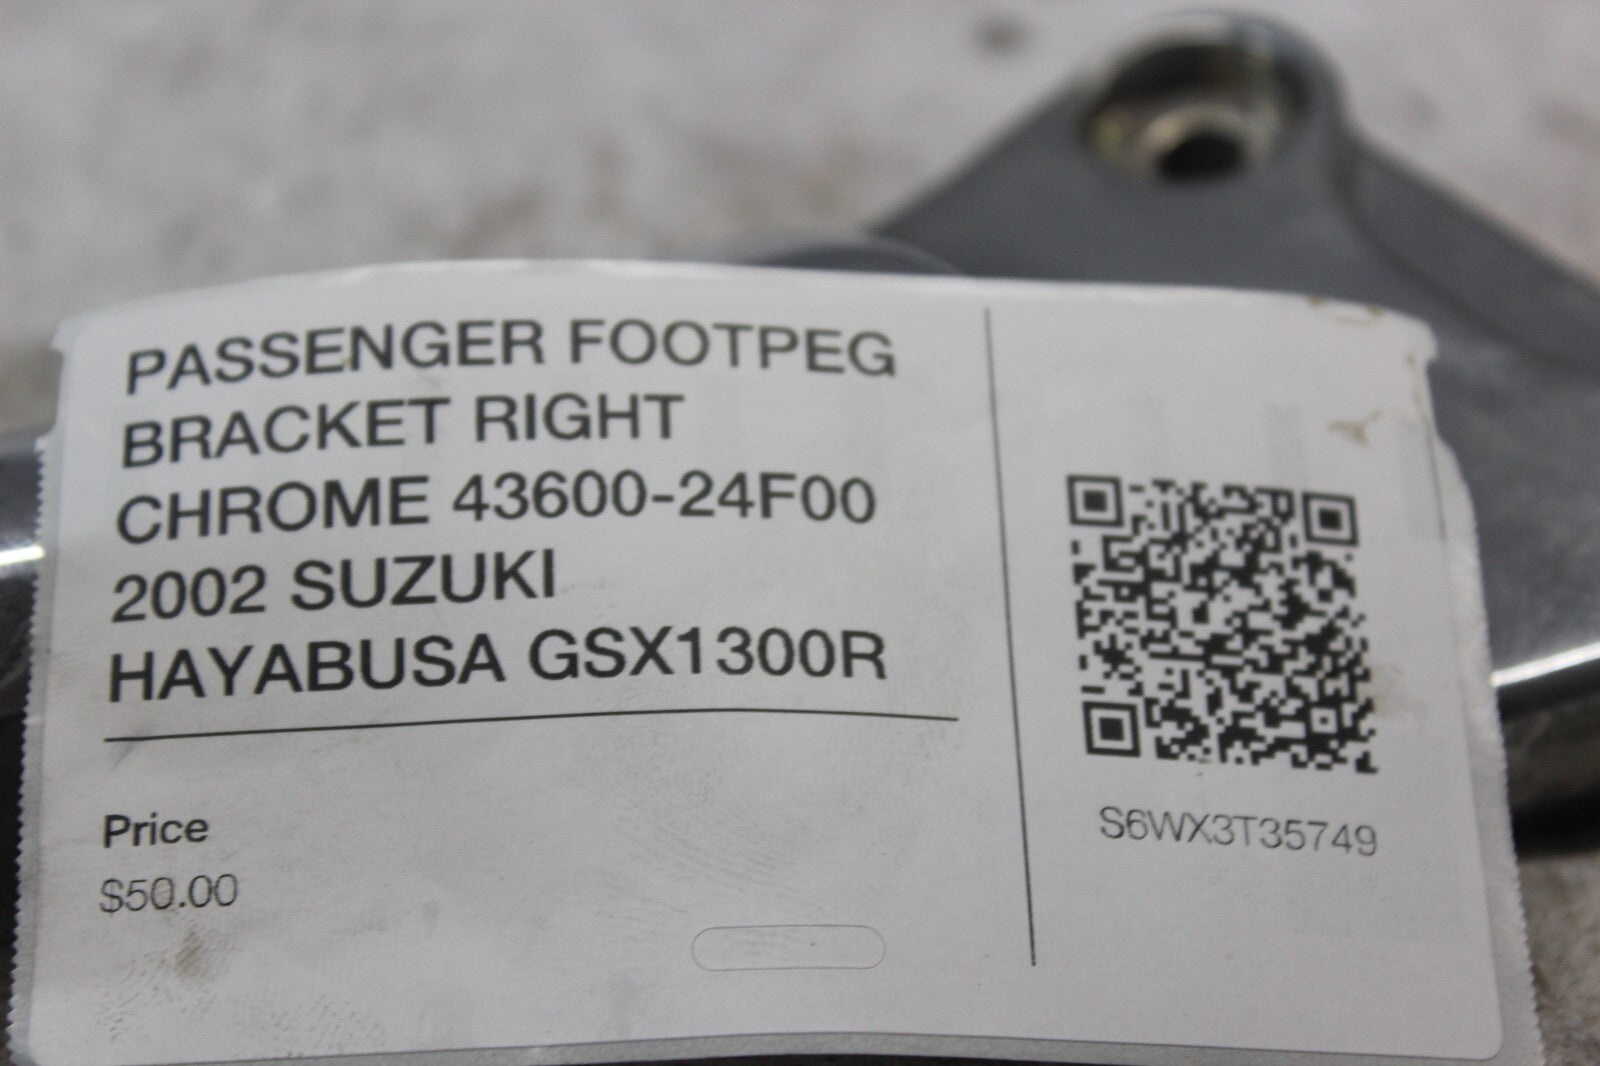 PASSENGER FOOTPEG
BRACKET RIGHT
CHROME 43600-24F00
2002 SUZUKI
HAYABUSA GSX1300R
Price
$50.00
S6WX3T35749